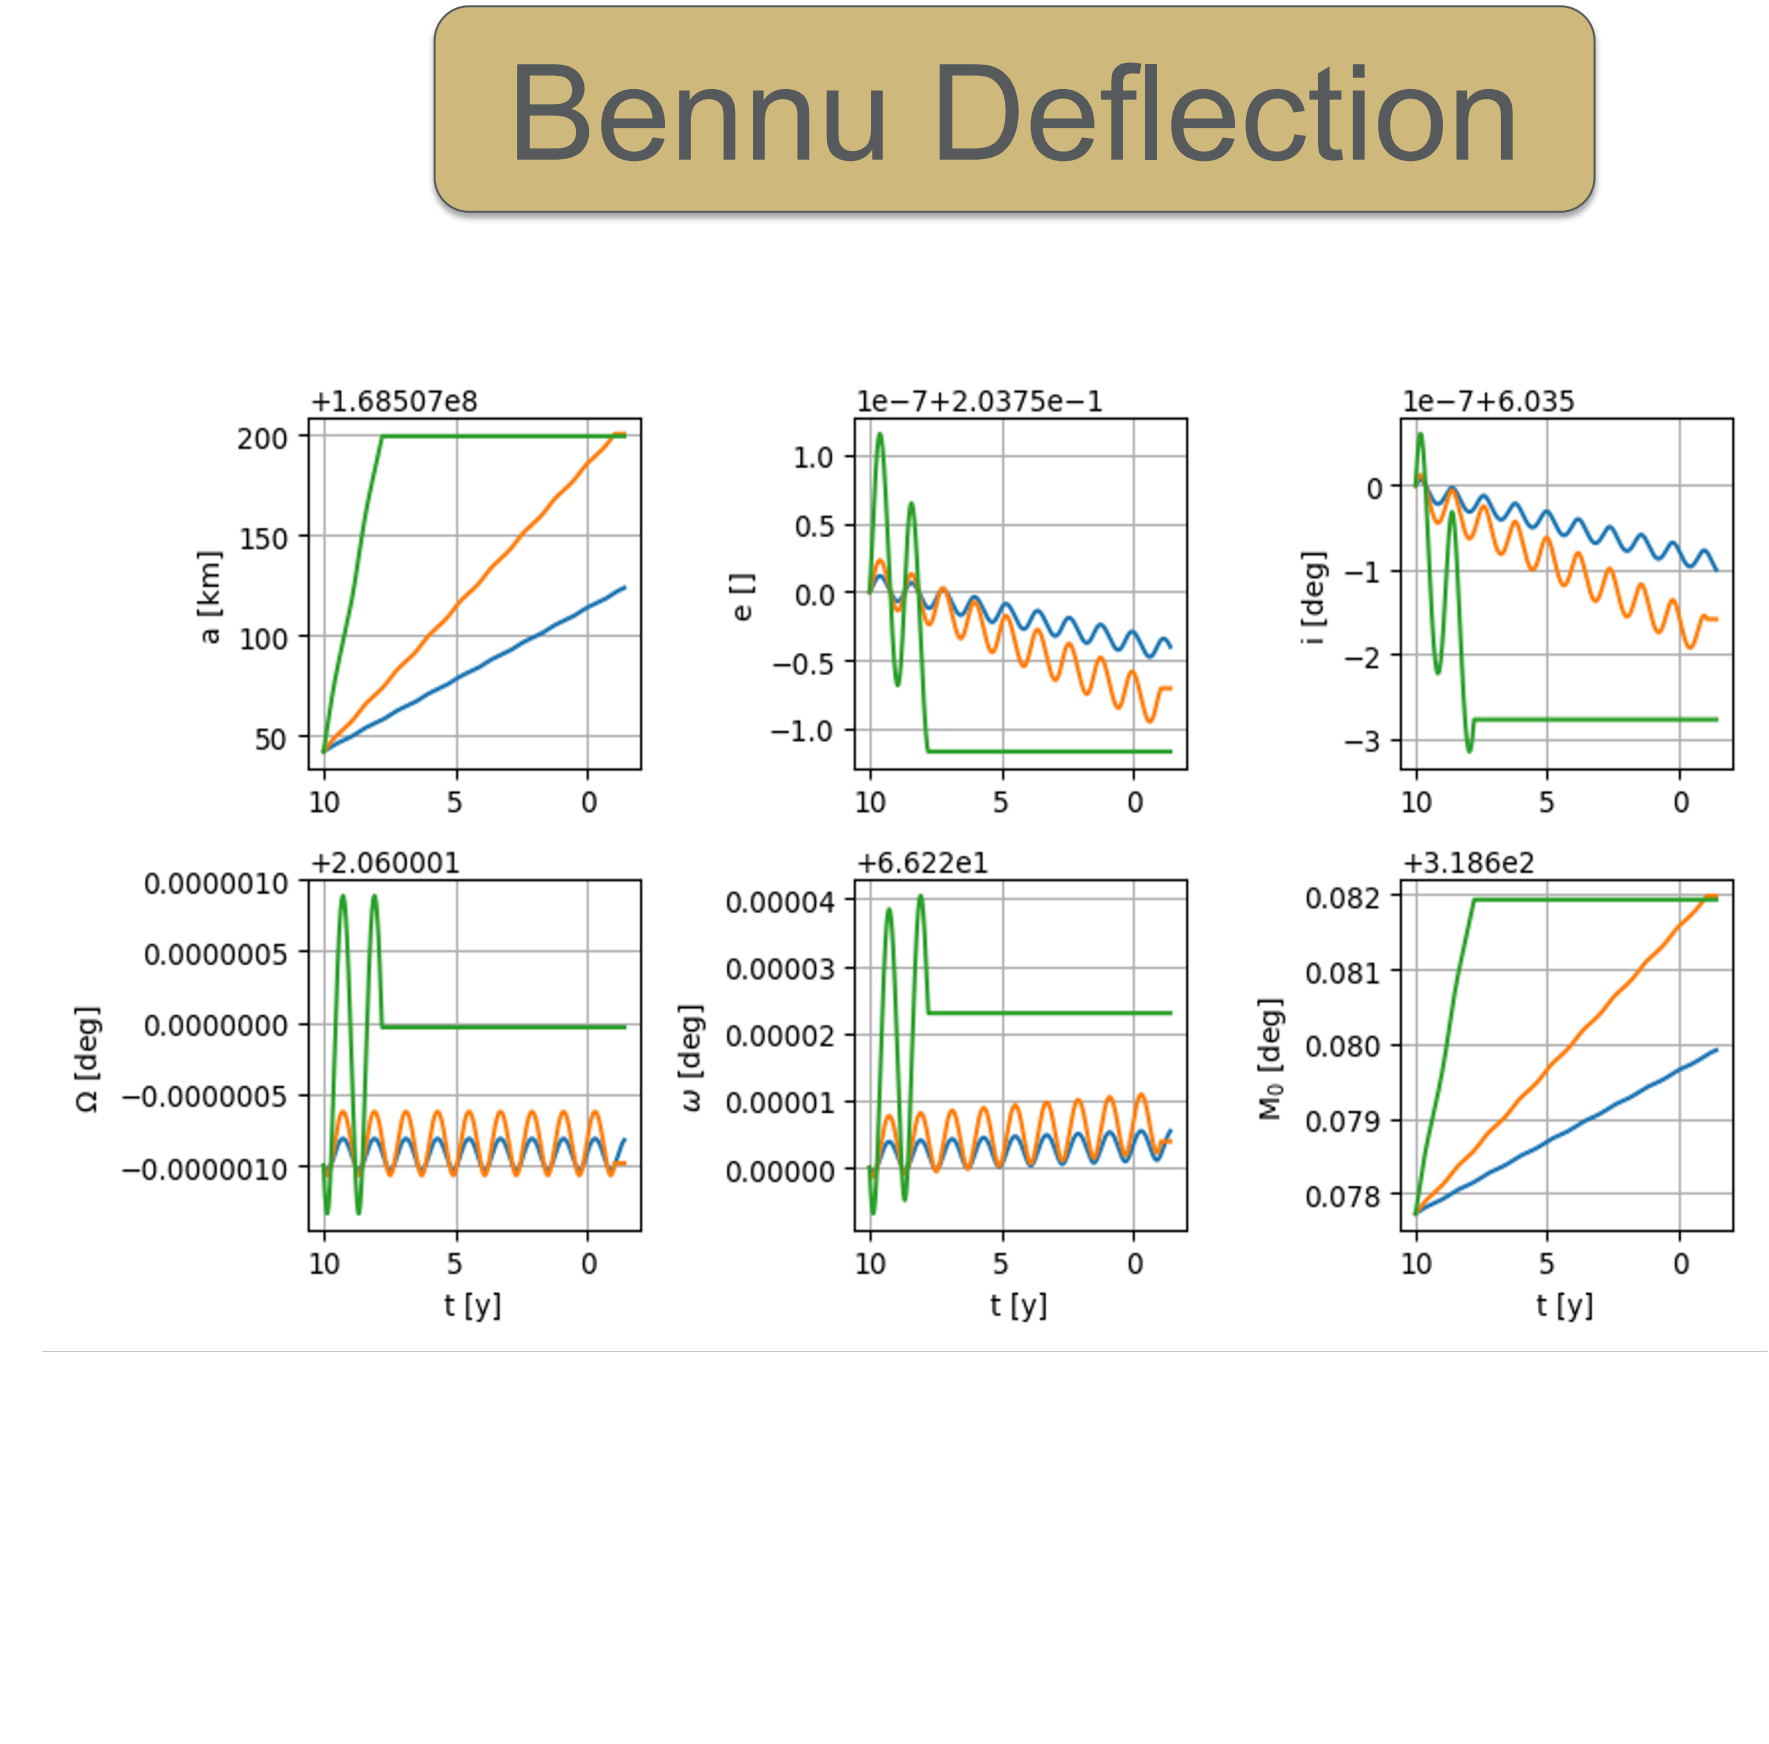 Bennu Deflection
+1.68507e8
200
150
100
50
a [km]
10 5 0
1e−7+2.0375e−1
1.0
0.5
0.0
−0.5
−1.0
e []
10 5 0
1e−7+6.035
0
−1
−2
−3
i [deg]
10 5 0
+2.060001
0.0000010
0.0000005
0.0000000
−0.0000005
−0.0000010
Ω [deg]
10 5 0
t [y]
+6.622e1
0.00004
0.00003
0.00002
0.00001
0.00000
ω [deg]
10 5 0
t [y]
+3.186e2
0.082
0.081
0.080
0.079
0.078
M₀ [deg]
10 5 0
t [y]